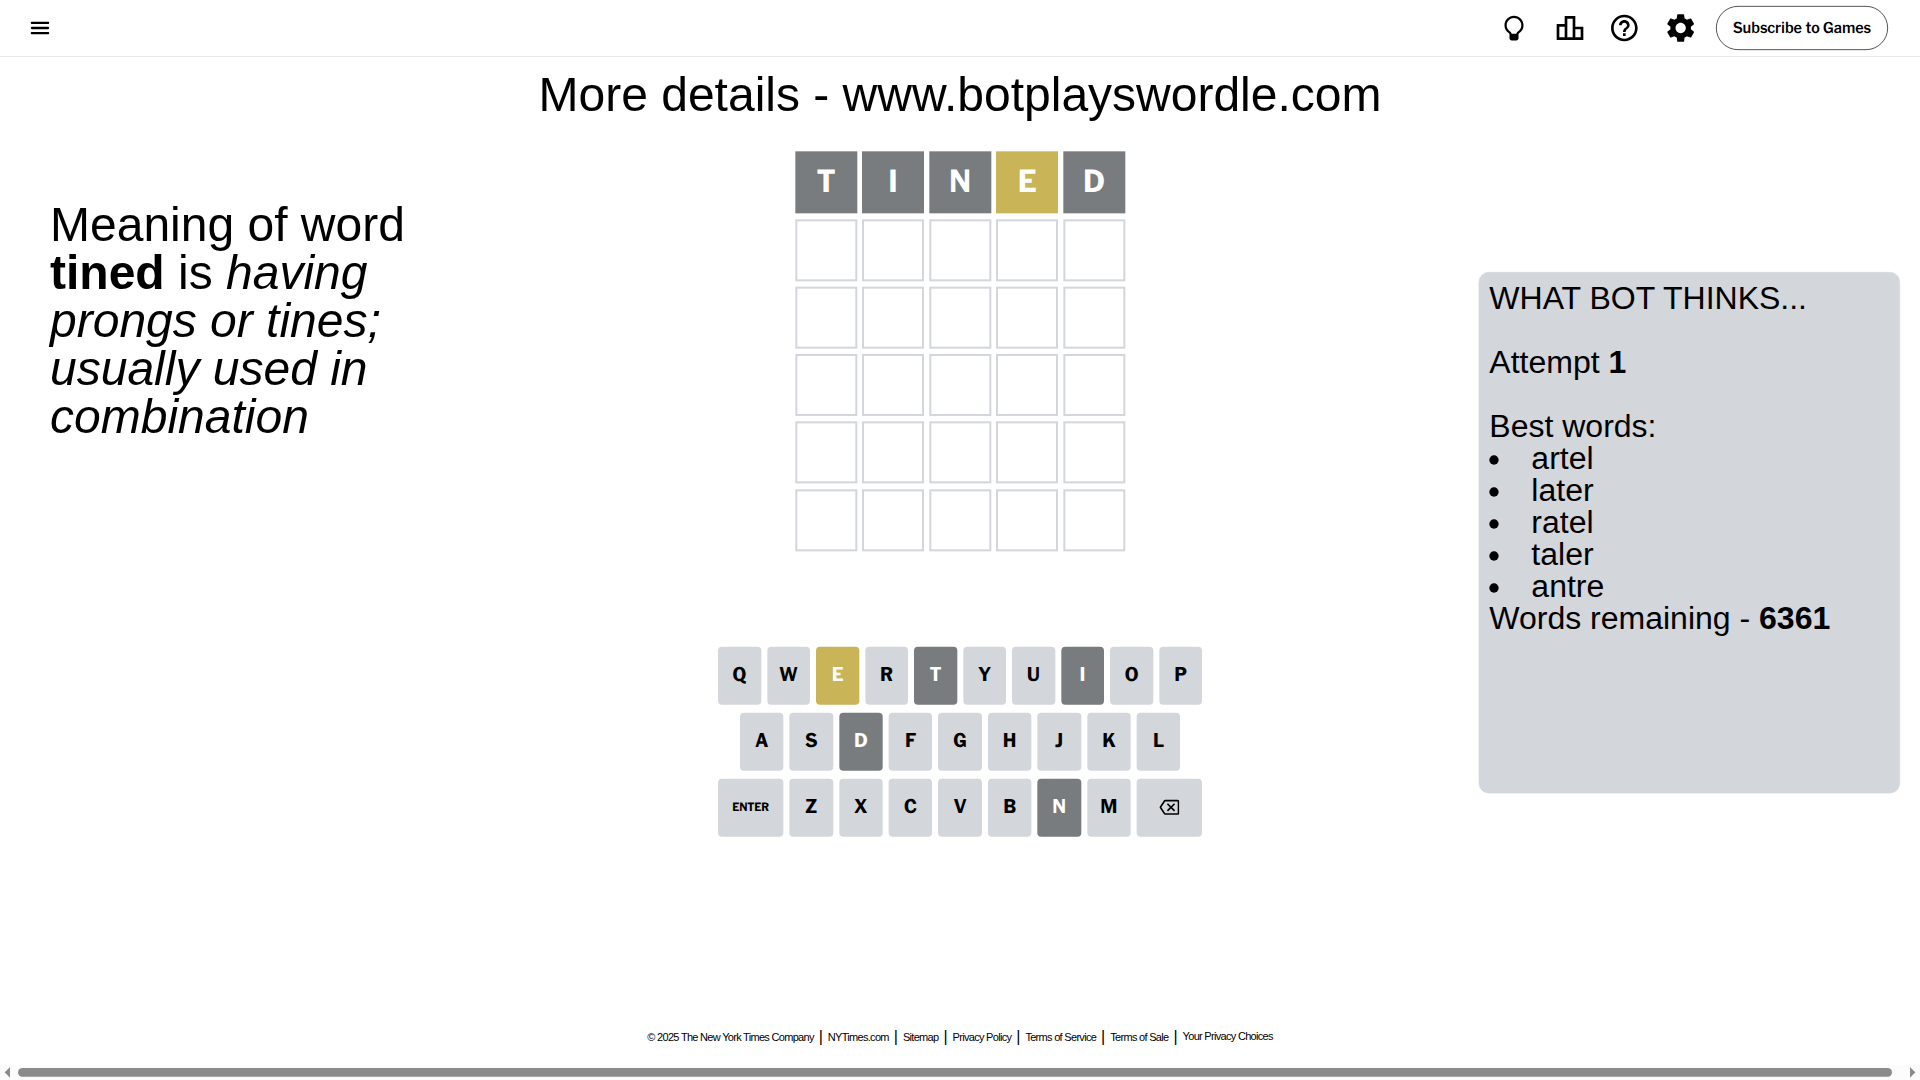 Subscribe to Games
More details - www.botplayswordle.com
Meaning of word
tined is having
prongs or tines;
usually used in
combination
T I N E D
WHAT BOT THINKS...
Attempt 1
Best words:
• artel
• later
• ratel
• taler
• antre
Words remaining - 6361
Q W E R T Y U I O P
A S D F G H J K L
ENTER Z X C V B N M
© 2025 The New York Times Company | NYTimes.com | Sitemap | Privacy Policy | Terms of Service | Terms of Sale | Your Privacy Choices